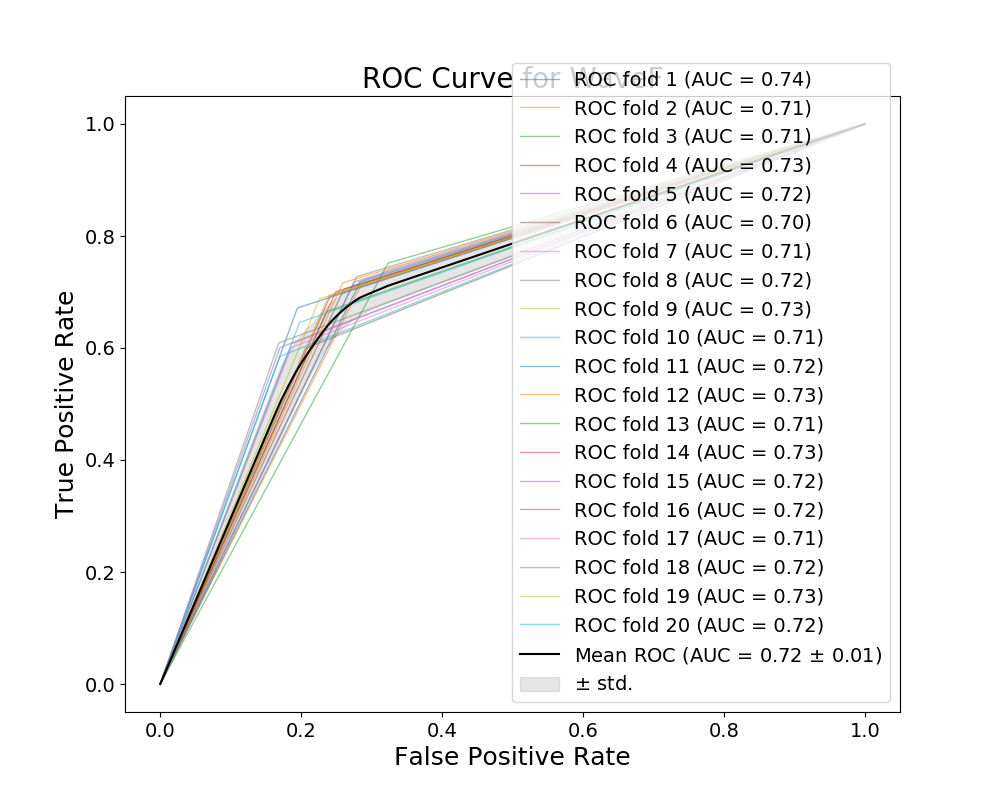 ROC Curve for WaveF
ROC fold 1 (AUC = 0.74)
ROC fold 2 (AUC = 0.71)
ROC fold 3 (AUC = 0.71)
ROC fold 4 (AUC = 0.73)
ROC fold 5 (AUC = 0.72)
ROC fold 6 (AUC = 0.70)
ROC fold 7 (AUC = 0.71)
ROC fold 8 (AUC = 0.72)
ROC fold 9 (AUC = 0.73)
ROC fold 10 (AUC = 0.71)
ROC fold 11 (AUC = 0.72)
ROC fold 12 (AUC = 0.73)
ROC fold 13 (AUC = 0.71)
ROC fold 14 (AUC = 0.73)
ROC fold 15 (AUC = 0.72)
ROC fold 16 (AUC = 0.72)
ROC fold 17 (AUC = 0.71)
ROC fold 18 (AUC = 0.72)
ROC fold 19 (AUC = 0.73)
ROC fold 20 (AUC = 0.72)
Mean ROC (AUC = 0.72 ± 0.01)
± std.
True Positive Rate
1.0
0.8
0.6
0.4
0.2
0.0
0.0 0.2 0.4 0.6 0.8 1.0
False Positive Rate